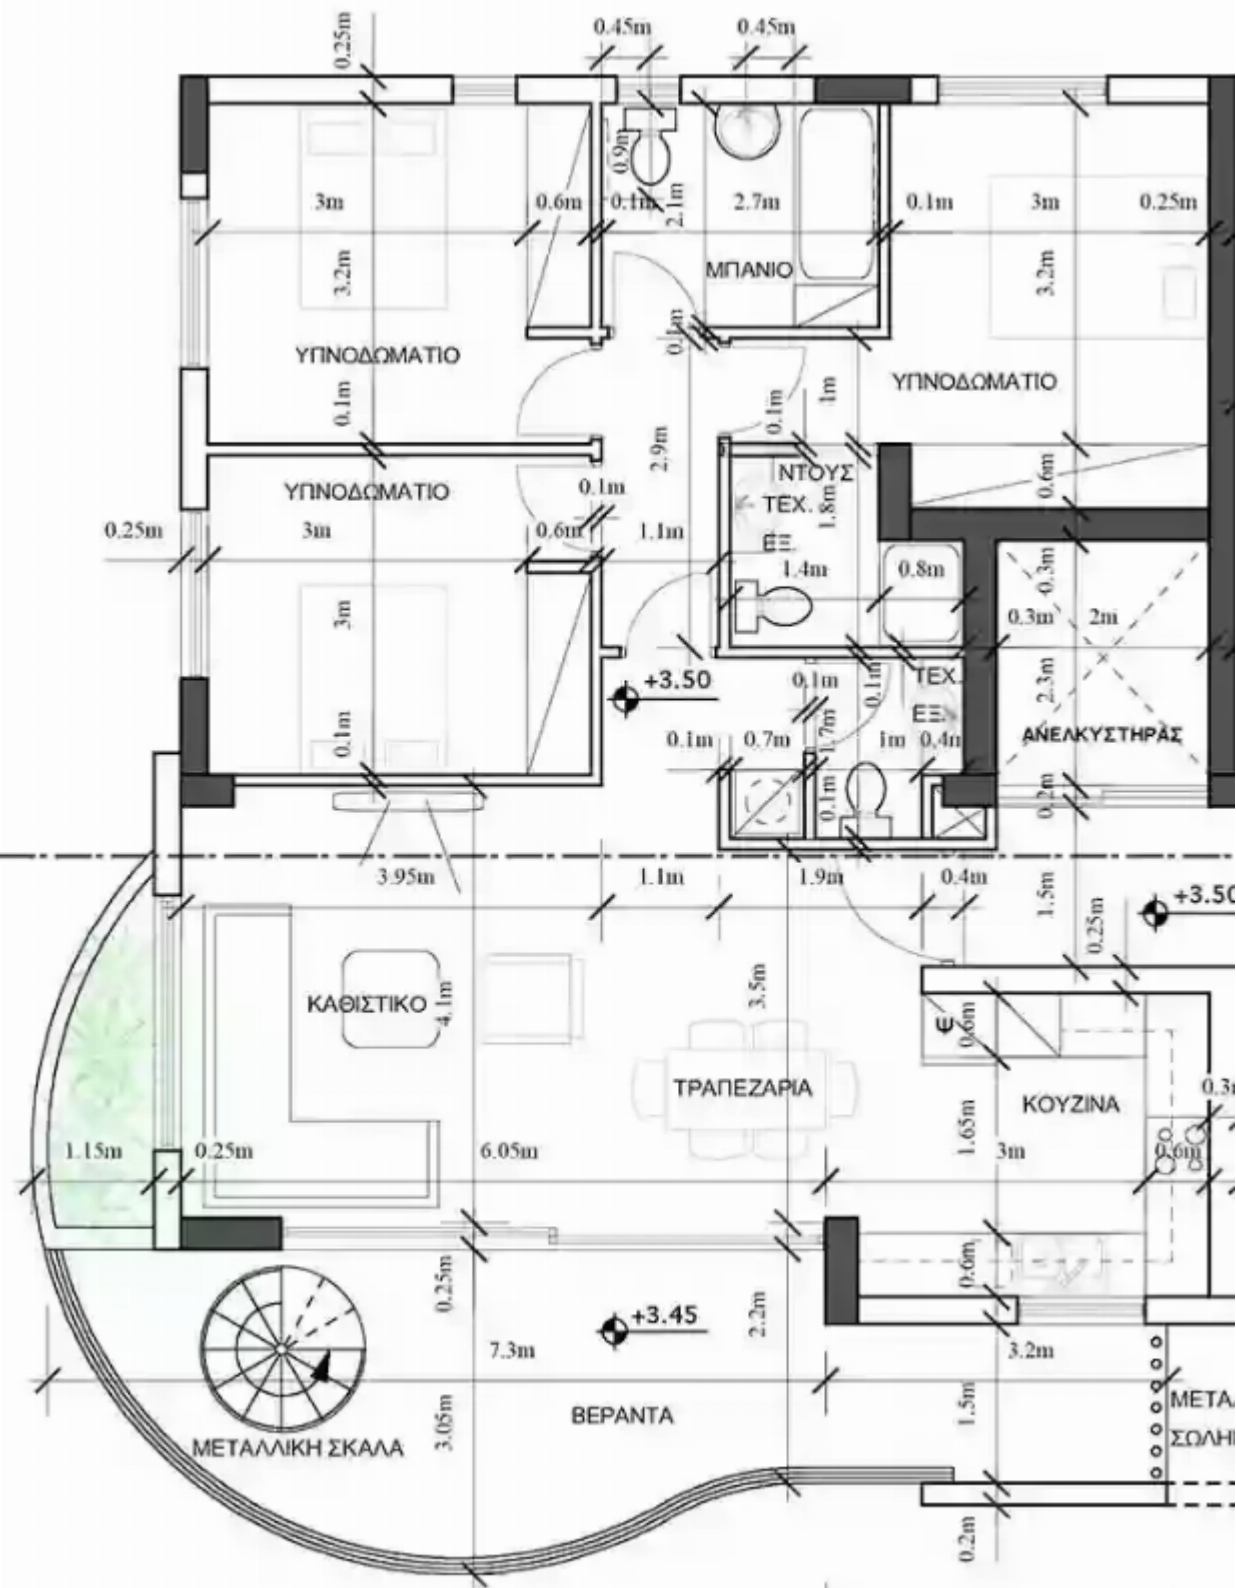 0.45m 0.45m
0.25m
0.9m
3m 0.6m 0.1m 2.1m 2.7m 0.1m 3m 0.25m
3.2m ΜΠΑΝΙΟ 3.2m
0.1m
ΥΠΝΟΔΩΜΑΤΙΟ ΥΠΝΟΔΩΜΑΤΙΟ
0.1m 0.1m 1m
2.9m
ΥΠΝΟΔΩΜΑΤΙΟ 0.1m ΝΤΟΥΣ 0.6m
ΤΕΧ. 1.8m
0.25m 3m 0.6m 1.1m
1.4m 0.8m 0.3m
3m 0.3m 2m
+3.50 0.1m 0.1m ΤΕΧ. 2.3m
ΕΞ.
0.1m 0.1m 0.7m 1.7m 1m 0.4m ΑΝΕΛΚΥΣΤΗΡΑΣ
0.1m 0.2m
3.95m 1.1m 1.9m 0.4m 1.5m +3.50
0.25m
ΚΑΘΙΣΤΙΚΟ 4.1m 3.5m 0.6m
ΤΡΑΠΕΖΑΡΙΑ ΚΟΥΖΙΝΑ
1.15m 0.25m 6.05m 1.65m 3m 0.6m
0.25m 0.6m
+3.45 2.2m
7.3m 3.2m
ΒΕΡΑΝΤΑ 1.5m
ΜΕΤΑΛΛΙΚΗ ΣΚΑΛΑ 3.05m
0.2m